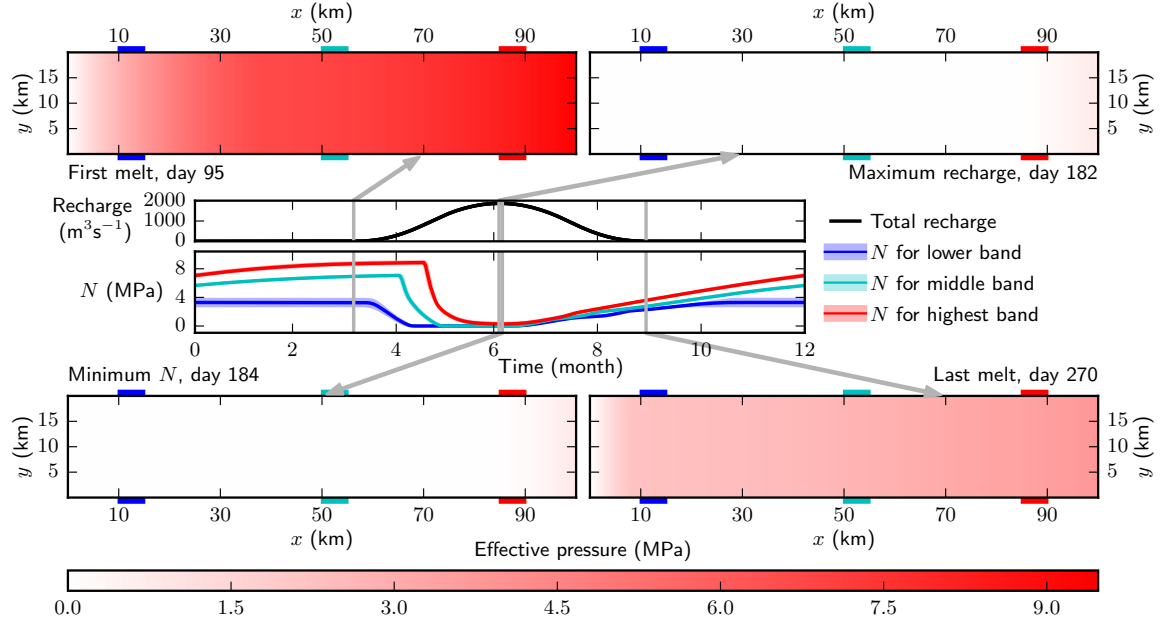 x (km)
x (km)
10 30 50 70 90
10 30 50 70 90
y (km)
15
10
5
15
10
5
y (km)
First melt, day 95
Maximum recharge, day 182
Recharge
(m³s⁻¹)
2000
1000
0
Total recharge
N for lower band
N for middle band
N for highest band
N (MPa)
8
4
0
0 2 4 6 8 10 12
Time (month)
Minimum N, day 184
Last melt, day 270
y (km)
15
10
5
15
10
5
y (km)
10 30 50 70 90
10 30 50 70 90
x (km)
x (km)
Effective pressure (MPa)
0.0 1.5 3.0 4.5 6.0 7.5 9.0